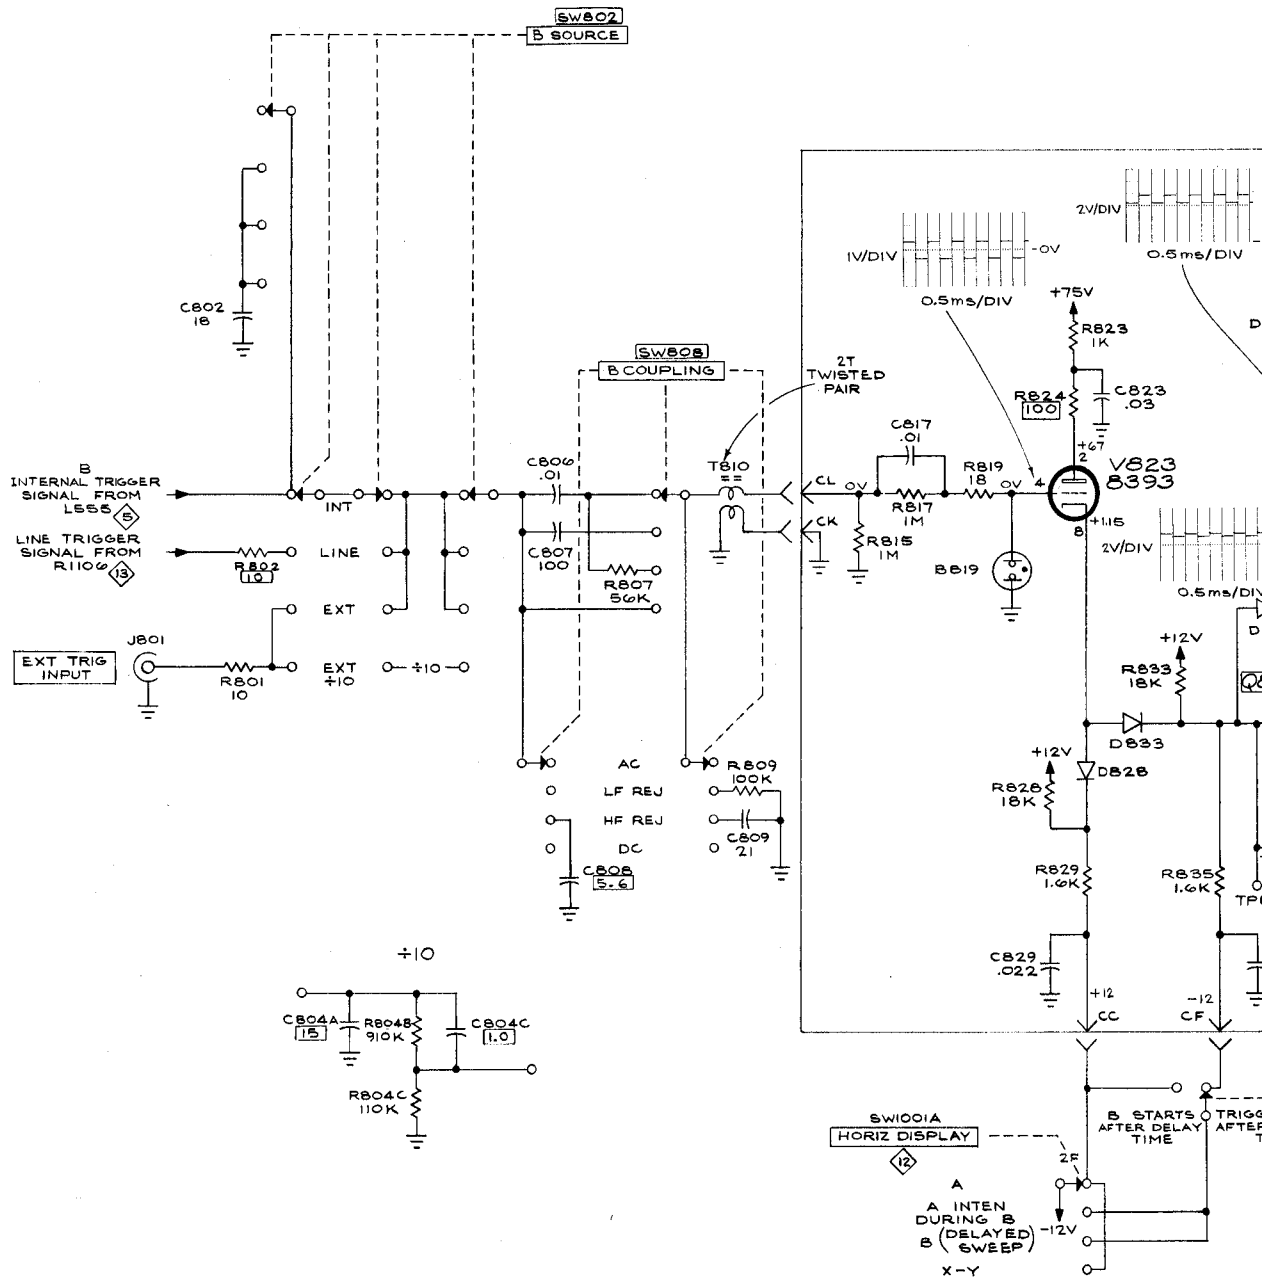 SW802
B SOURCE
C802
18
B
INTERNAL TRIGGER
SIGNAL FROM
L555
5
LINE TRIGGER
SIGNAL FROM
R1106
13
R802
10
EXT TRIG
INPUT
J801
R801
10
INT
LINE
EXT
EXT
÷10
÷10
SW808
B COUPLING
C806
.01
C807
100
R807
56K
2T
TWISTED
PAIR
T810
AC
LF REJ
HF REJ
DC
C808
5.6
R809
100K
C809
21
÷10
C804A
15
R804B
910K
C804C
1.0
R804C
110K
CL
CK
0V
R815
1M
C817
.01
R817
1M
R819
18
0V
B819
1V/DIV
-0V
0.5ms/DIV
2V/DIV
0.5ms/DIV
D
+75V
R823
1K
R824
100
C823
.03
+67
2
4
V823
8393
8
+1.15
2V/DIV
0.5ms/DIV
D
+12V
R833
18K
D833
+12V
D828
R828
18K
R829
1.6K
R835
1.6K
C829
.022
+12
CC
-12
CF
B STARTS
AFTER DELAY
TIME
SW1001A
HORIZ DISPLAY
12
2F
A
A INTEN
DURING B
B (DELAYED
SWEEP)
-12V
X-Y